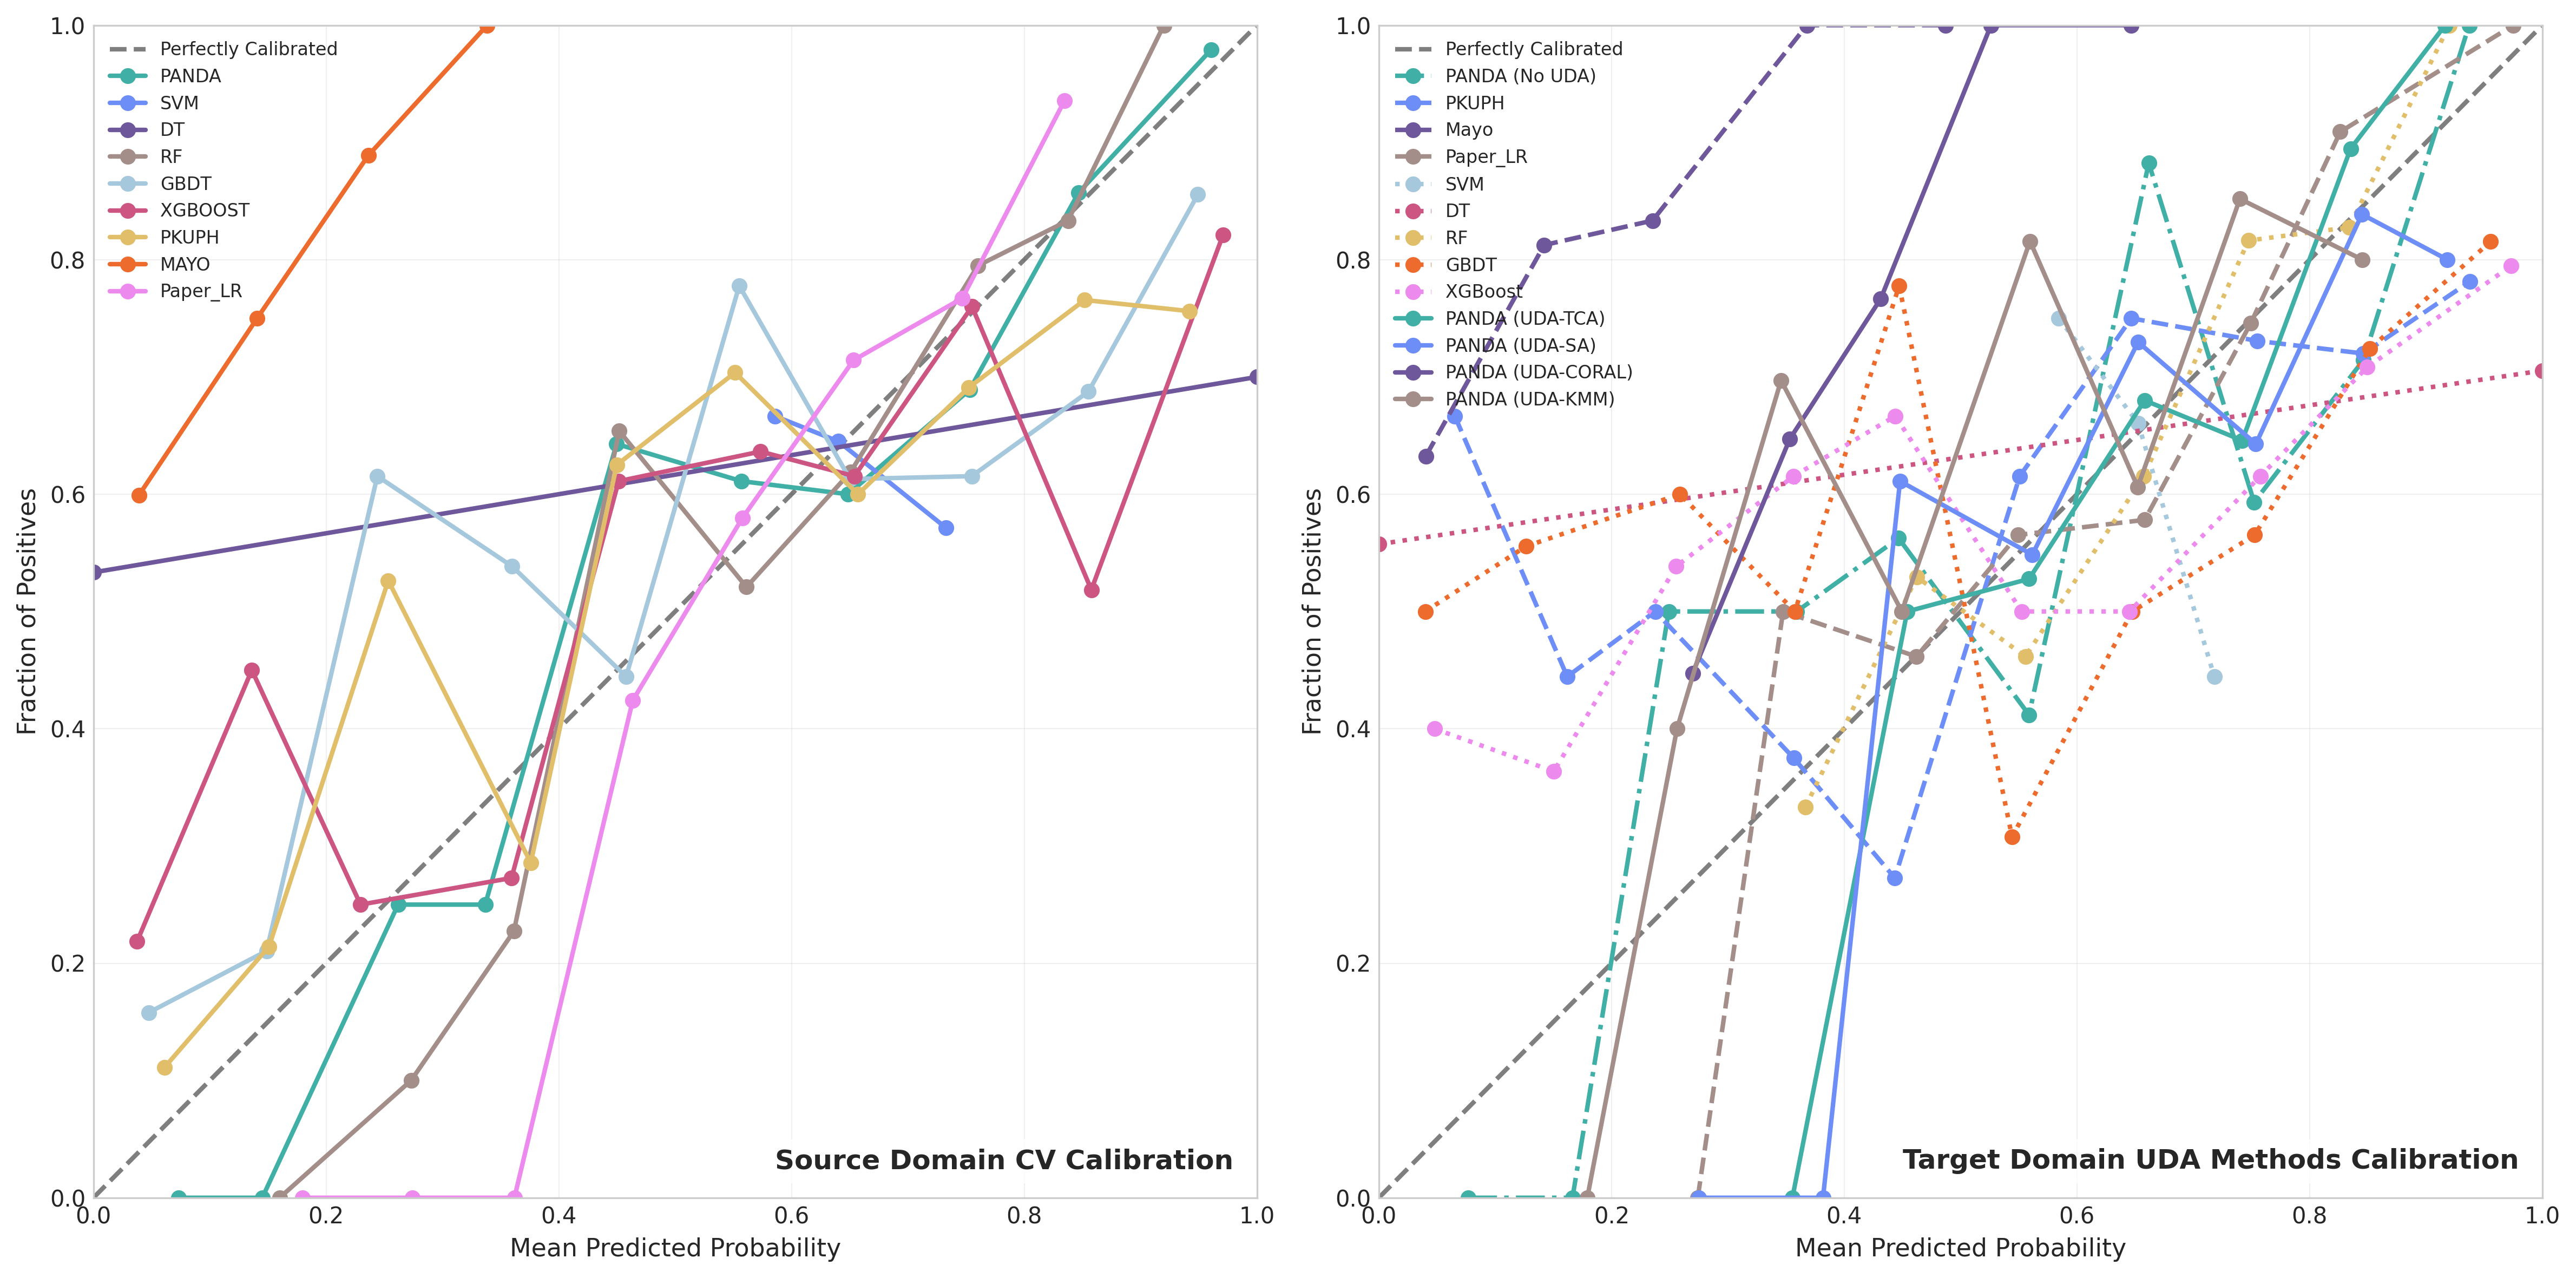 1.0
0.8
0.6
0.4
0.2
0.0
Fraction of Positives
Perfectly Calibrated
PANDA
SVM
DT
RF
GBDT
XGBOOST
PKUPH
MAYO
Paper_LR
Source Domain CV Calibration
0.0 0.2 0.4 0.6 0.8 1.0
Mean Predicted Probability
1.0
0.8
0.6
0.4
0.2
0.0
Fraction of Positives
Perfectly Calibrated
PANDA (No UDA)
PKUPH
Mayo
Paper_LR
SVM
DT
RF
GBDT
XGBoost
PANDA (UDA-TCA)
PANDA (UDA-SA)
PANDA (UDA-CORAL)
PANDA (UDA-KMM)
Target Domain UDA Methods Calibration
0.0 0.2 0.4 0.6 0.8 1.0
Mean Predicted Probability